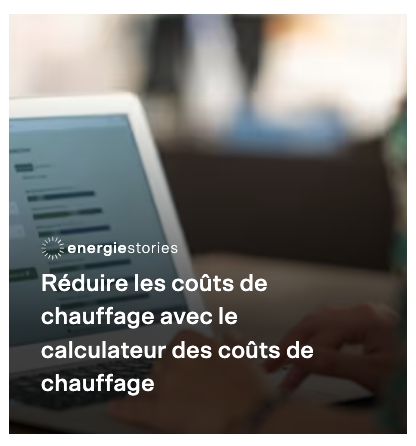 energiestories
Réduire les coûts de
chauffage avec le
calculateur des coûts de
chauffage